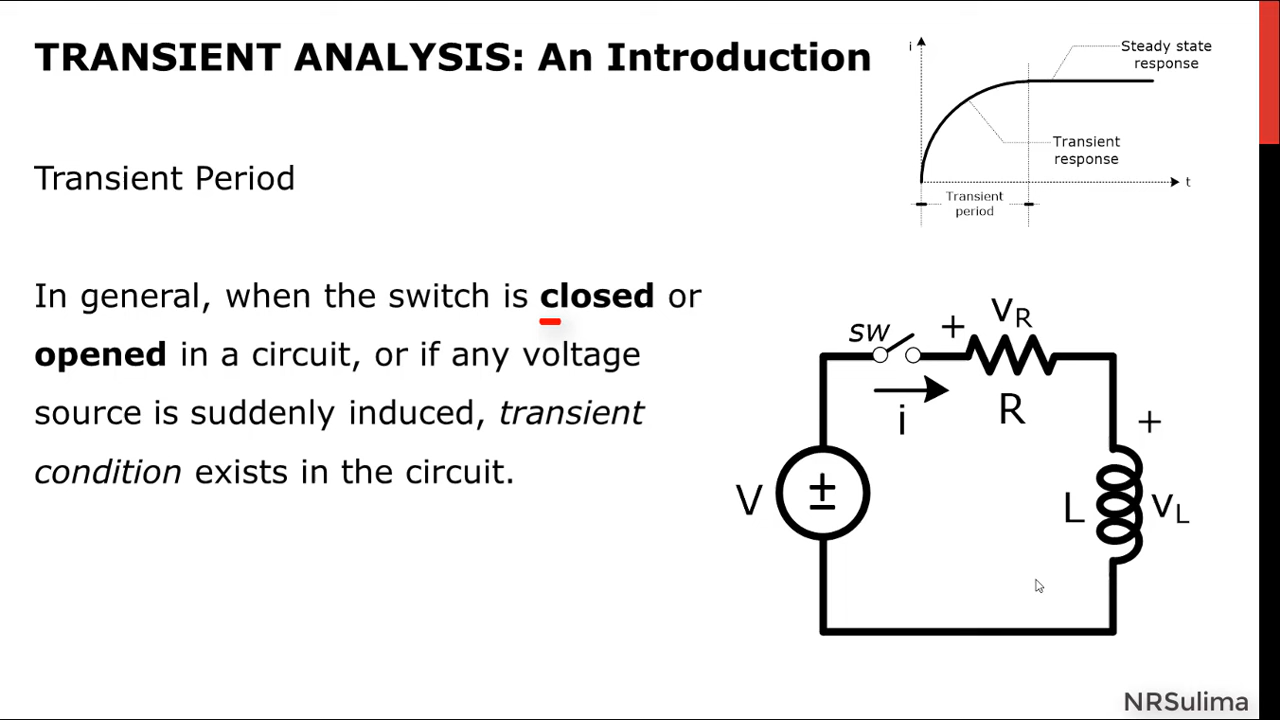 TRANSIENT ANALYSIS: An Introduction
i
Steady state
response
Transient
response
t
Transient
period
Transient Period
In general, when the switch is closed or
opened in a circuit, or if any voltage
source is suddenly induced, transient
condition exists in the circuit.
sw
+
vR
i
R
+
V
±
L
vL
NRSulima